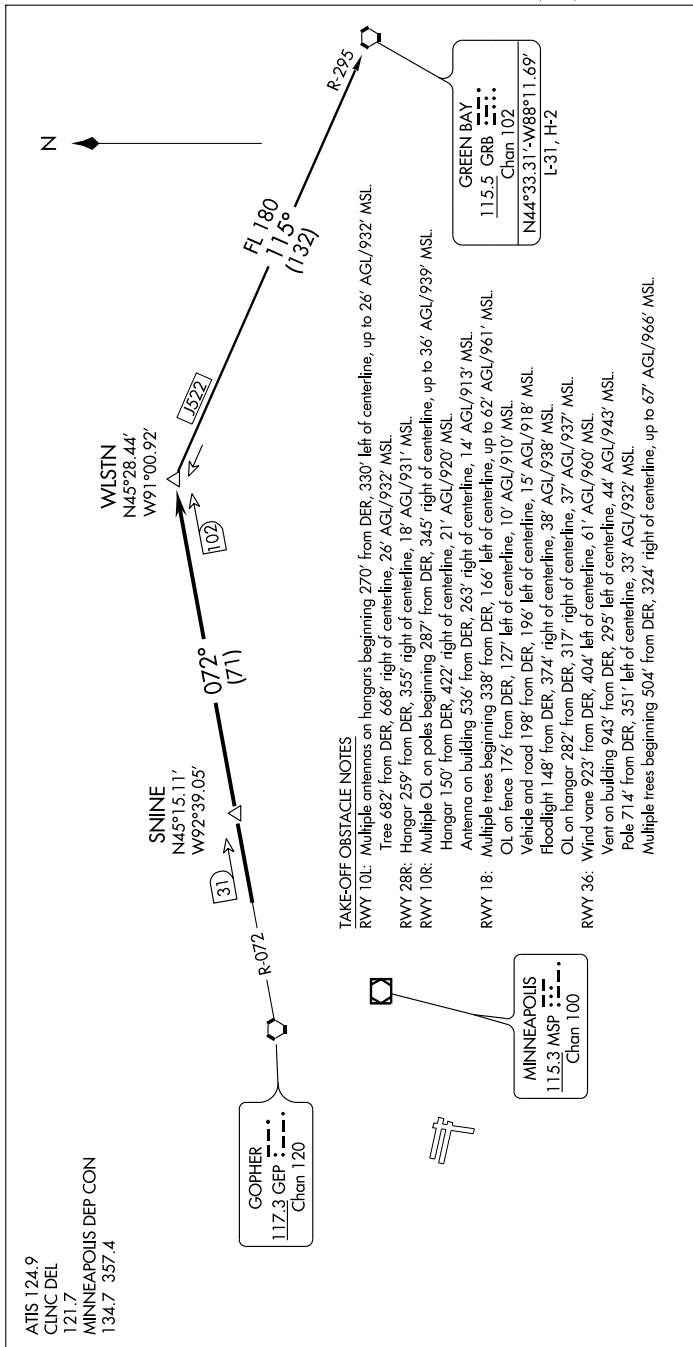 ATIS 124.9
CLNC DEL
121.7
MINNEAPOLIS DEP CON
134.7 357.4
N
WLSTN
N45°28.44'
W91°00.92'
SNINE
N45°15.11'
W92°39.05'
31
R-072
072°
(71)
102
J522
FL 180
115°
(132)
R-295
GOPHER
117.3 GEP
Chan 120
MINNEAPOLIS
115.3 MSP
Chan 100
GREEN BAY
115.5 GRB
Chan 102
N44°33.31'-W88°11.69'
L-31, H-2
TAKE-OFF OBSTACLE NOTES
RWY 10L: Multiple antennas on hangars beginning 270' from DER, 330' left of centerline, up to 26' AGL/932' MSL.
Tree 682' from DER, 668' right of centerline, 26' AGL/932' MSL.
RWY 28R: Hangar 259' from DER, 355' right of centerline, 18' AGL/931' MSL.
RWY 10R: Multiple OL on poles beginning 287' from DER, 345' right of centerline, up to 36' AGL/939' MSL.
Hangar 150' from DER, 422' right of centerline, 21' AGL/920' MSL.
Antenna on building 536' from DER, 263' right of centerline, 14' AGL/913' MSL.
RWY 18: Multiple trees beginning 338' from DER, 166' left of centerline, up to 62' AGL/961' MSL.
OL on fence 176' from DER, 127' left of centerline, 10' AGL/910' MSL.
Vehicle and road 198' from DER, 196' left of centerline, 15' AGL/918' MSL.
Floodlight 148' from DER, 374' right of centerline, 38' AGL/938' MSL.
OL on hangar 282' from DER, 317' right of centerline, 37' AGL/937' MSL.
RWY 36: Wind vane 923' from DER, 404' left of centerline, 61' AGL/960' MSL.
Vent on building 943' from DER, 295' left of centerline, 44' AGL/943' MSL.
Pole 714' from DER, 351' left of centerline, 33' AGL/932' MSL.
Multiple trees beginning 504' from DER, 324' right of centerline, up to 67' AGL/966' MSL.